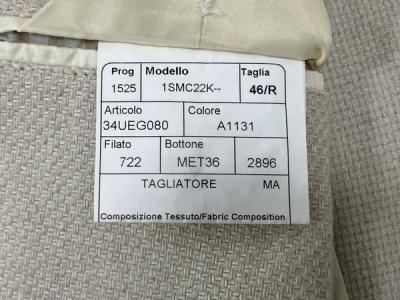 Prog Modello Taglia
1525 1SMC22K-- 46/R
Articolo Colore
34UEG080 A1131
Filato Bottone
722 MET36 2896
TAGLIATORE MA
Composizione Tessuto/Fabric Composition